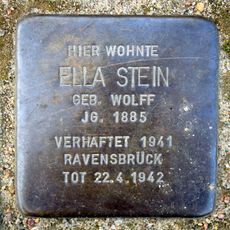 HIER WOHNTE
ELLA STEIN
GEB. WOLFF
JG. 1885
VERHAFTET 1941
RAVENSBRÜCK
TOT 22.4.1942